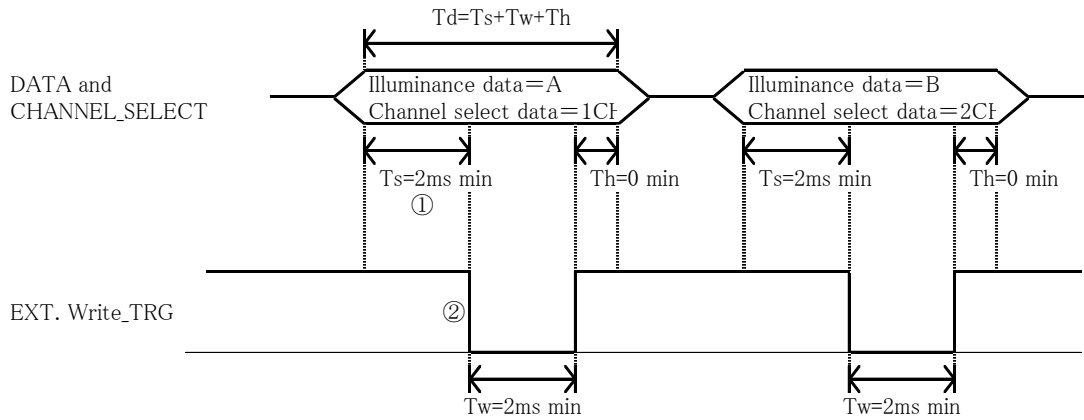 Td=Ts+Tw+Th
DATA and
CHANNEL_SELECT
Illuminance data=A
Channel select data=1CH
Illuminance data=B
Channel select data=2CH
Ts=2ms min
Th=0 min
Ts=2ms min
Th=0 min
①
EXT. Write_TRG
②
Tw=2ms min
Tw=2ms min